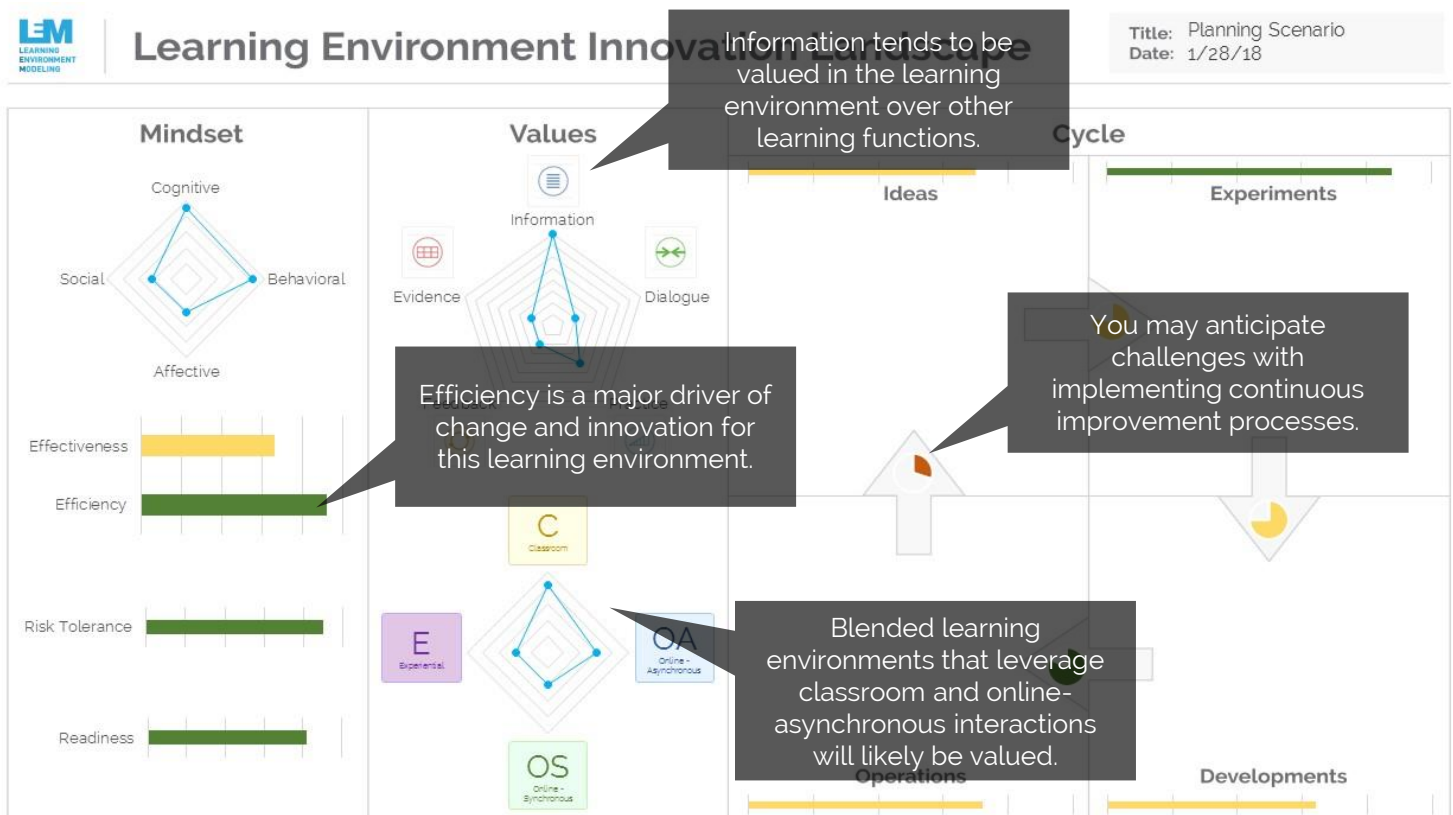 LEM
LEARNING
ENVIRONMENT
MODELING
Learning Environment Innovation Landscape
Title: Planning Scenario
Date: 1/28/18
Information tends to be
valued in the learning
environment over other
learning functions.
Mindset
Values
Cycle
Cognitive
Social
Behavioral
Affective
Effectiveness
Efficiency
Risk Tolerance
Readiness
Information
Evidence
Dialogue
Feedback
Practice
Efficiency is a major driver of
change and innovation for
this learning environment.
C
Classroom
E
Experiential
OA
Online -
Asynchronous
OS
Online -
Synchronous
Ideas
Experiments
You may anticipate
challenges with
implementing continuous
improvement processes.
Blended learning
environments that leverage
classroom and online-
asynchronous interactions
will likely be valued.
Operations
Developments